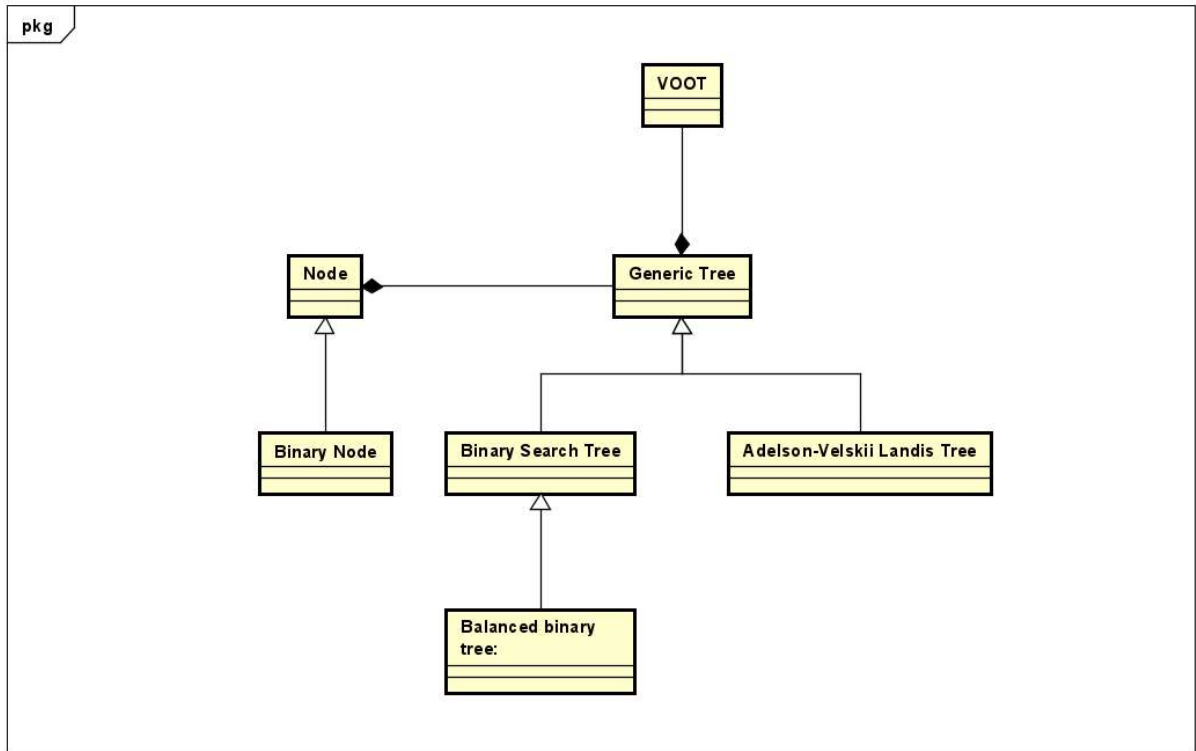 pkg
VOOT
Node
Generic Tree
Binary Node
Binary Search Tree
Adelson-Velskii Landis Tree
Balanced binary
tree: